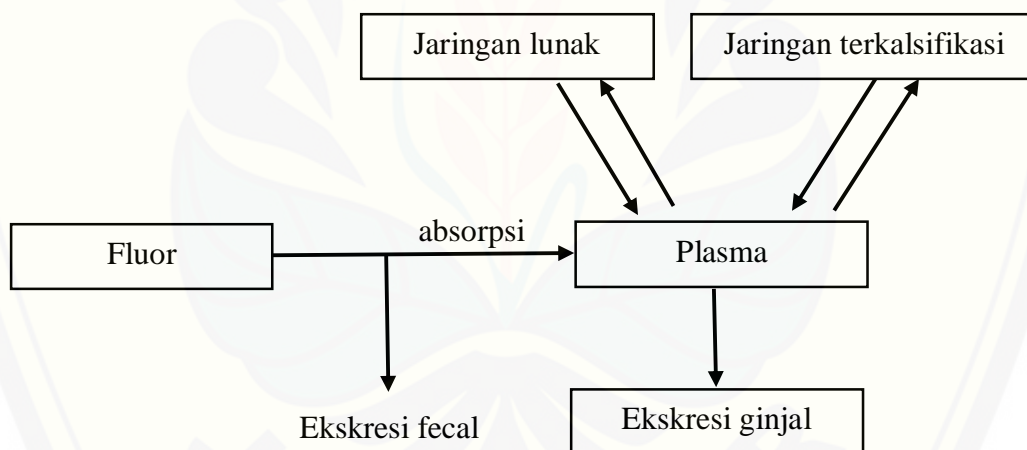 Jaringan lunak
Jaringan terkalsifikasi
absorpsi
Fluor
Plasma
Ekskresi fecal
Ekskresi ginjal